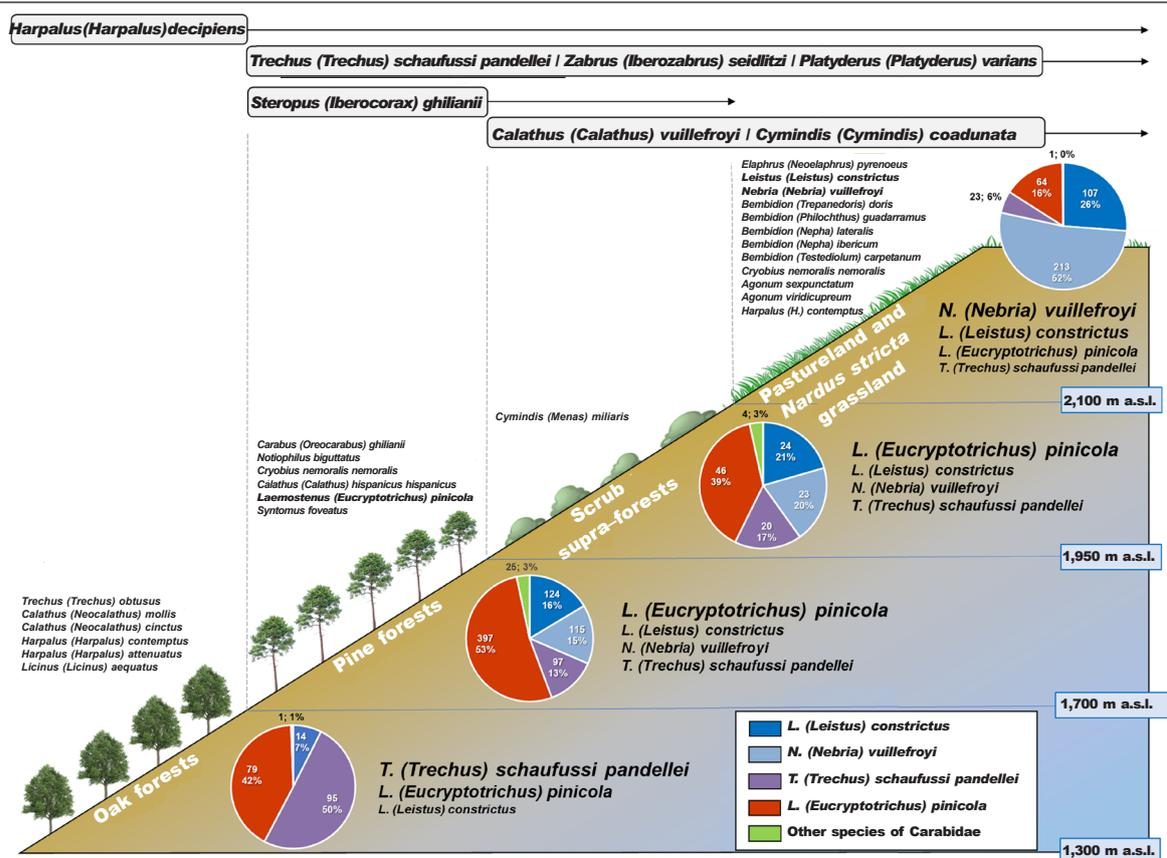 Harpalus(Harpalus)decipiens
Trechus (Trechus) schaufussi pandellei / Zabrus (Iberozabrus) seidlitzi / Platyderus (Platyderus) varians
Steropus (Iberocorax) ghilianii
Calathus (Calathus) vuillefroyi / Cymindis (Cymindis) coadunata
Elaphrus (Neoelaphrus) pyrenoeus
Leistus (Leistus) constrictus
Nebria (Nebria) vuillefroyi
Bembidion (Trepanedoris) doris
Bembidion (Philochthus) guadarramus
Bembidion (Nepha) lateralis
Bembidion (Nepha) ibericum
Bembidion (Testediolum) carpetanum
Cryobius nemoralis nemoralis
Agonum sexpunctatum
Agonum viridicupreum
Harpalus (H.) contemptus
1; 0%
64
16%
107
26%
23; 6%
213
52%
N. (Nebria) vuillefroyi
L. (Leistus) constrictus
L. (Eucryptotrichus) pinicola
T. (Trechus) schaufussi pandellei
Pastureland and
Nardus stricta
grassland
2,100 m a.s.l.
Cymindis (Menas) miliaris
4; 3%
24
21%
46
39%
23
20%
20
17%
L. (Eucryptotrichus) pinicola
L. (Leistus) constrictus
N. (Nebria) vuillefroyi
T. (Trechus) schaufussi pandellei
Scrub
supra-forests
1,950 m a.s.l.
Carabus (Oreocarabus) ghilianii
Notiophilus biguttatus
Cryobius nemoralis nemoralis
Calathus (Calathus) hispanicus hispanicus
Laemostenus (Eucryptotrichus) pinicola
Syntomus foveatus
25; 3%
124
16%
397
53%
115
15%
97
13%
L. (Eucryptotrichus) pinicola
L. (Leistus) constrictus
N. (Nebria) vuillefroyi
T. (Trechus) schaufussi pandellei
Pine forests
1,700 m a.s.l.
Trechus (Trechus) obtusus
Calathus (Neocalathus) mollis
Calathus (Neocalathus) cinctus
Harpalus (Harpalus) contemptus
Harpalus (Harpalus) attenuatus
Licinus (Licinus) aequatus
1; 1%
14
7%
79
42%
95
50%
T. (Trechus) schaufussi pandellei
L. (Eucryptotrichus) pinicola
L. (Leistus) constrictus
Oak forests
L. (Leistus) constrictus
N. (Nebria) vuillefroyi
T. (Trechus) schaufussi pandellei
L. (Eucryptotrichus) pinicola
Other species of Carabidae
1,300 m a.s.l.